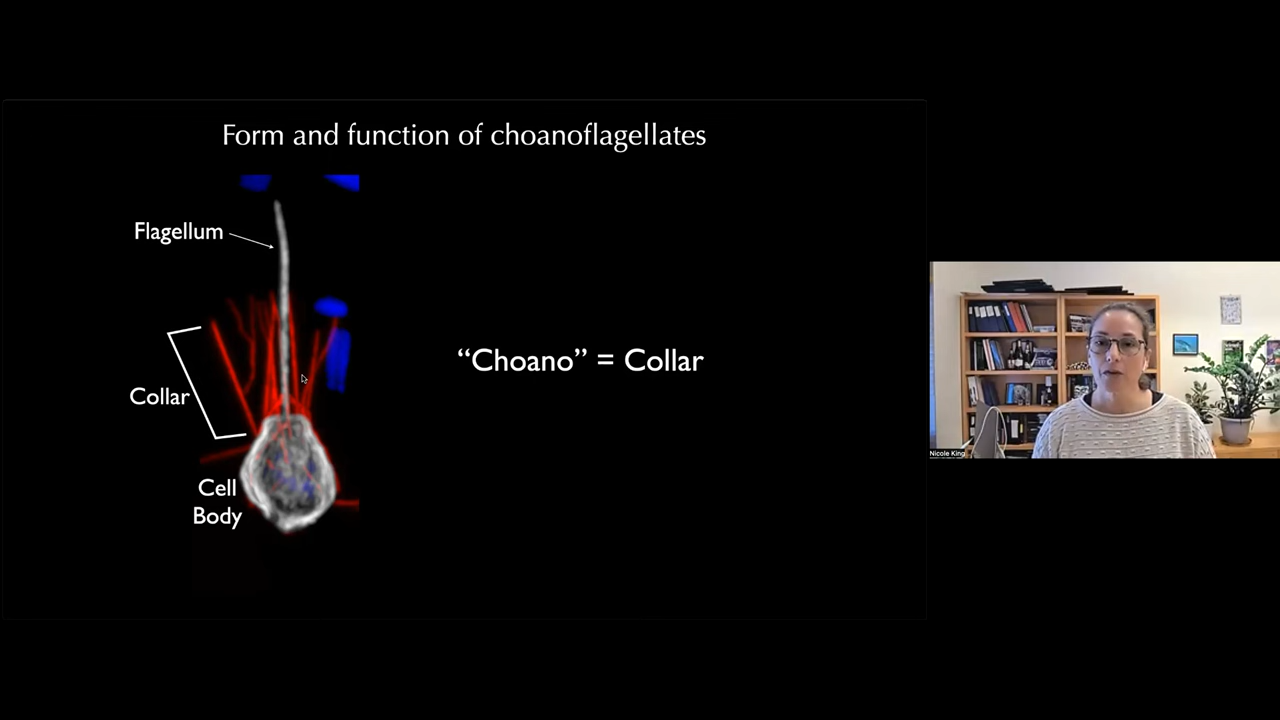 Form and function of choanoflagellates
Flagellum
Collar
Cell
Body
“Choano” = Collar
Nicole King